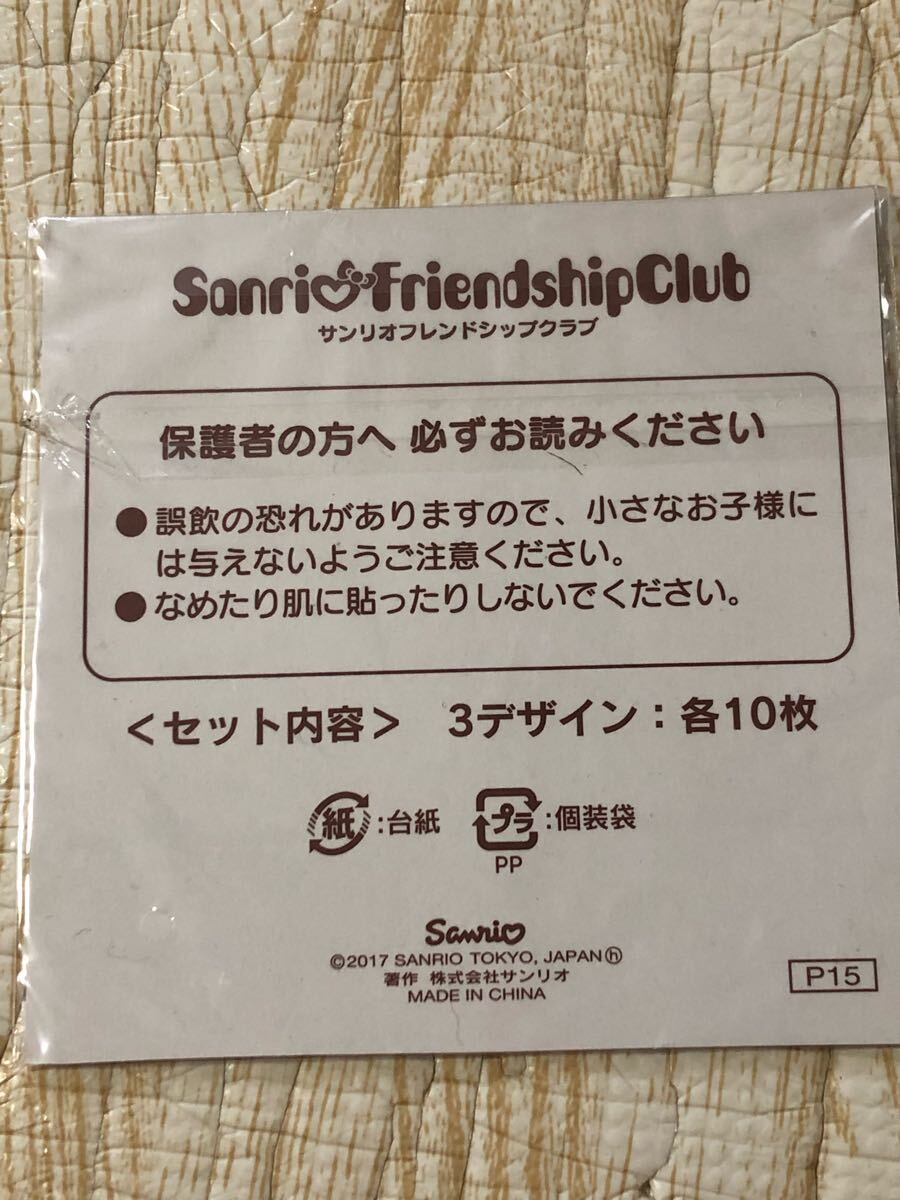 Sanrio FriendshipClub
サンリオフレンドシップクラブ
保護者の方へ 必ずお読みください
●誤飲の恐れがありますので、小さなお子様に
は与えないようご注意ください。
●なめたり肌に貼ったりしないでください。
＜セット内容＞ 3デザイン：各10枚
紙:台紙 プラ:個装袋
PP
Sanrio
©2017 SANRIO TOKYO, JAPAN ⓗ
著作 株式会社サンリオ
MADE IN CHINA
P15